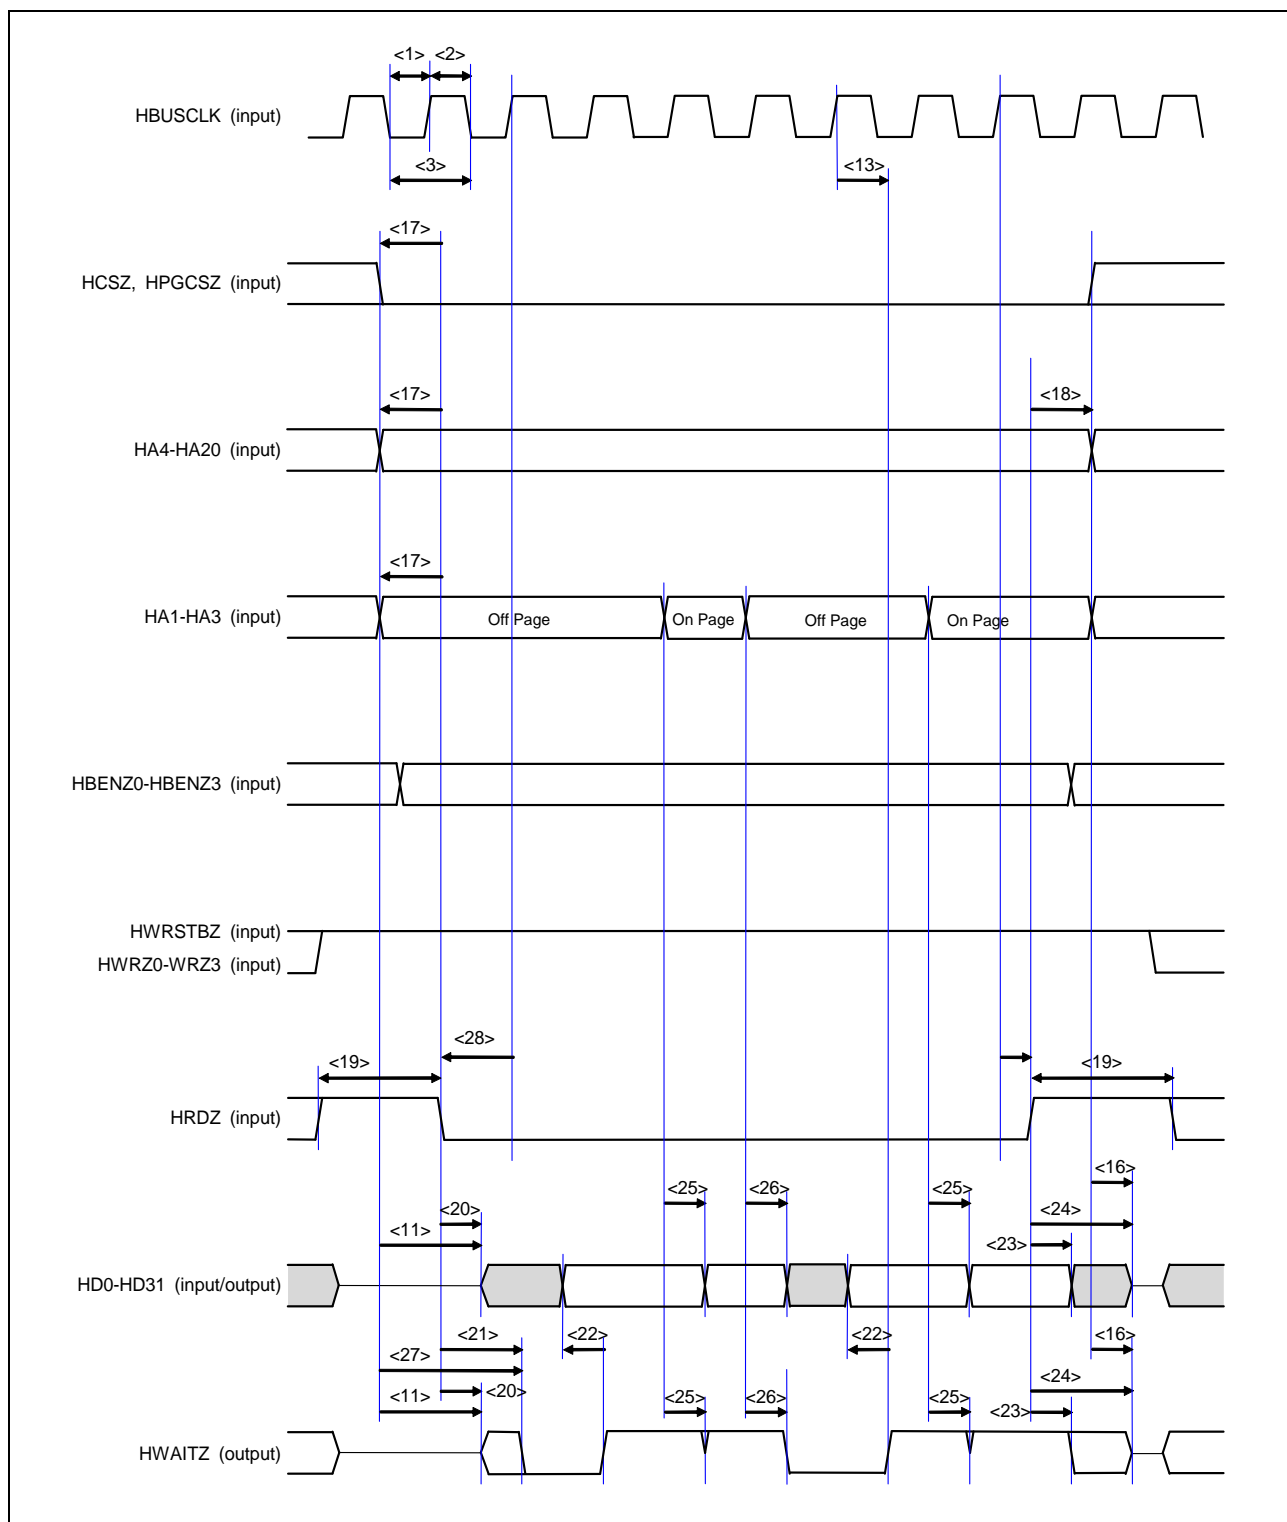 <1> <2>
HBUSCLK (input)
<3> <13>
<17>
HCSZ, HPGCSZ (input)
<17> <18>
HA4-HA20 (input)
<17>
HA1-HA3 (input) Off Page On Page Off Page On Page
HBENZ0-HBENZ3 (input)
HWRSTBZ (input)
HWRZ0-WRZ3 (input)
<28>
<19> <19>
HRDZ (input)
<16>
<25> <26> <25>
<20> <24>
<11> <23>
HD0-HD31 (input/output)
<21> <22> <22> <16>
<27>
<24>
<20>
<11> <25> <26> <25> <23>
HWAITZ (output)